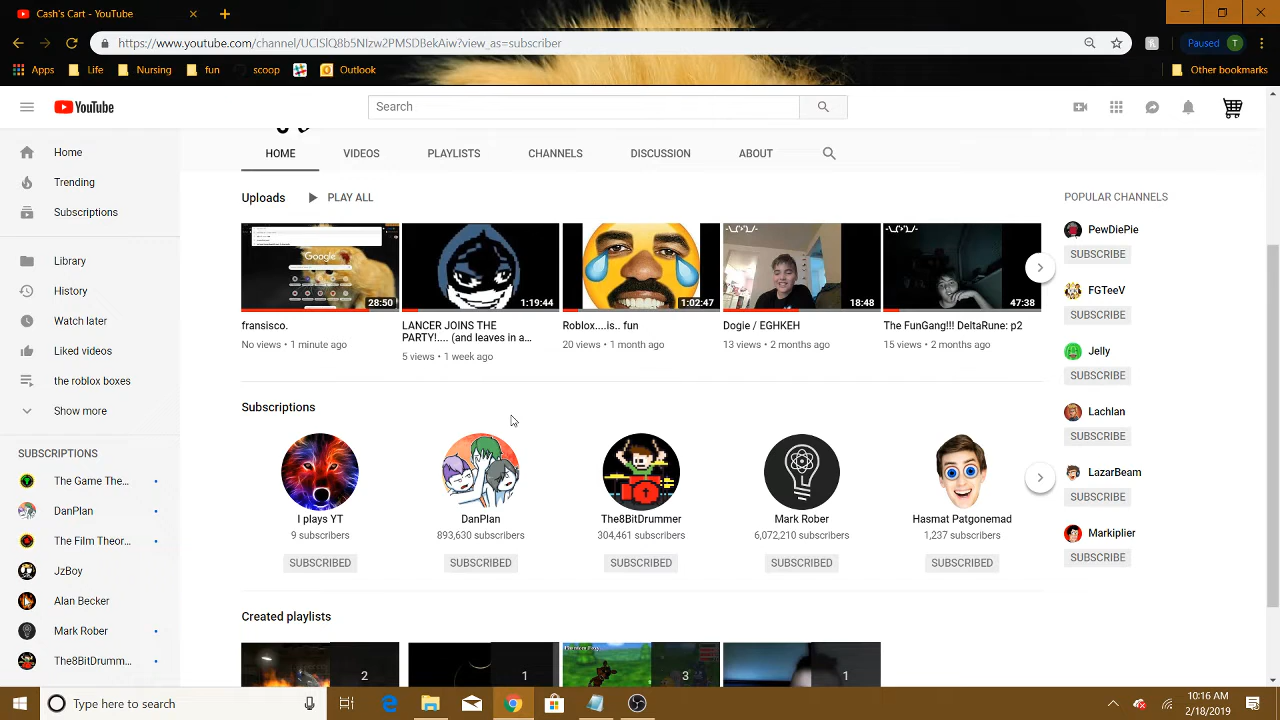 Cash's Cart - YouTube
https://www.youtube.com/channel/UCISlQ8b5NIzw2PMSDBekAiw?view_as=subscriber
Paused T
Apps Life Nursing fun scoop Outlook Other bookmarks
YouTube
Search
HOME VIDEOS PLAYLISTS CHANNELS DISCUSSION ABOUT
Home
Trending
Subscriptions
Library
History
Watch later
Liked videos
the roblox boxes
Show more
SUBSCRIPTIONS
The Game The...
DanPlan
The Film Theor...
JzBoy
Alan Becker
Mark Rober
The8BitDrumm...
Uploads PLAY ALL
Google
28:50
1:19:44
1:02:47
¯\_(ツ)_/¯
18:48
¯\_(ツ)_/¯
47:38
fransisco.
No views • 1 minute ago
LANCER JOINS THE
PARTY!.... (and leaves in a...
5 views • 1 week ago
Roblox....is.. fun
20 views • 1 month ago
Dogie / EGHKEH
13 views • 2 months ago
The FunGang!!! DeltaRune: p2
15 views • 2 months ago
Subscriptions
I plays YT
9 subscribers
SUBSCRIBED
DanPlan
893,630 subscribers
SUBSCRIBED
The8BitDrummer
304,461 subscribers
SUBSCRIBED
Mark Rober
6,072,210 subscribers
SUBSCRIBED
Hasmat Patgonemad
1,237 subscribers
SUBSCRIBED
Created playlists
2
1
3
1
POPULAR CHANNELS
PewDiePie
SUBSCRIBE
FGTeeV
SUBSCRIBE
Jelly
SUBSCRIBE
Lachlan
SUBSCRIBE
LazarBeam
SUBSCRIBE
Markiplier
SUBSCRIBE
Type here to search
10:16 AM
2/18/2019